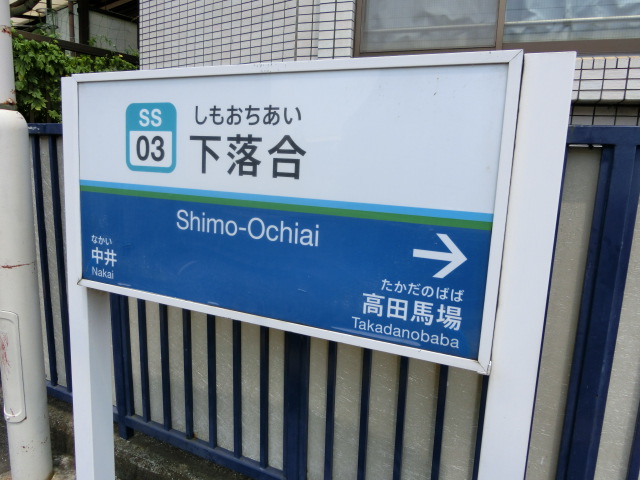 SS
03
しもおちあい
下落合
Shimo-Ochiai
なかい
中井
Nakai
たかだのばば
高田馬場
Takadanobaba